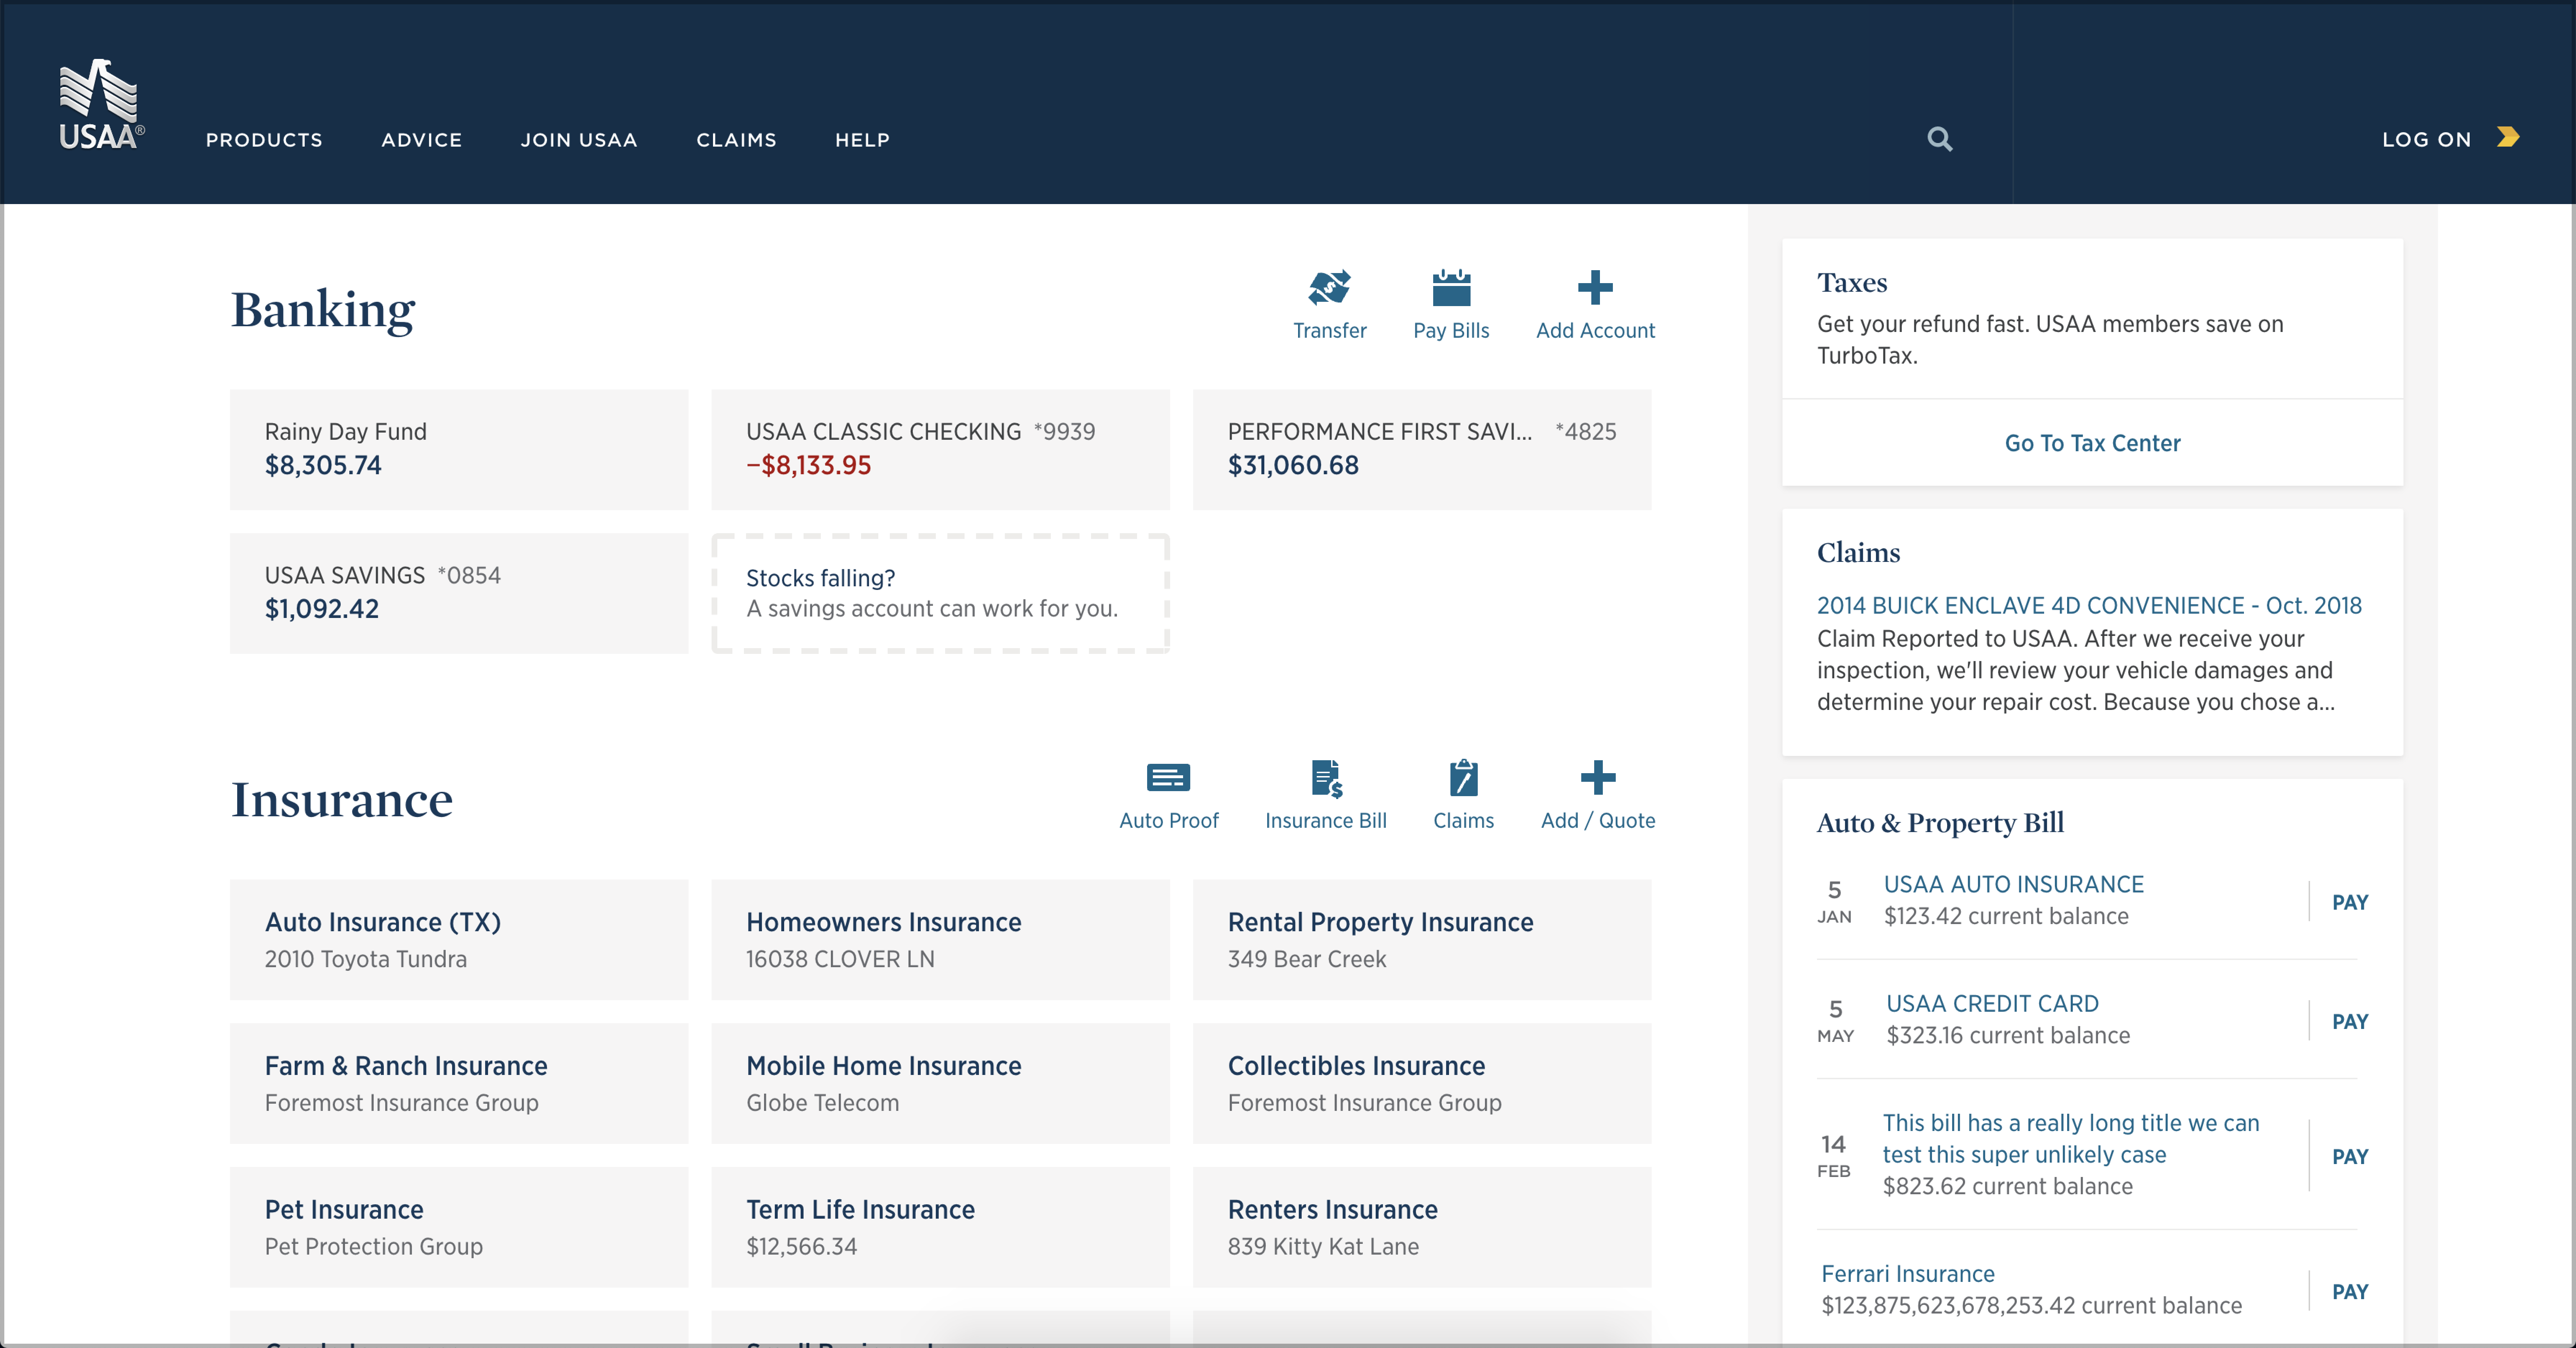 USAA®
PRODUCTS
ADVICE
JOIN USAA
CLAIMS
HELP
LOG ON
Banking
Transfer
Pay Bills
Add Account
Rainy Day Fund
$8,305.74
USAA CLASSIC CHECKING *9939
–$8,133.95
PERFORMANCE FIRST SAVI... *4825
$31,060.68
USAA SAVINGS *0854
$1,092.42
Stocks falling?
A savings account can work for you.
Insurance
Auto Proof
Insurance Bill
Claims
Add / Quote
Auto Insurance (TX)
2010 Toyota Tundra
Homeowners Insurance
16038 CLOVER LN
Rental Property Insurance
349 Bear Creek
Farm & Ranch Insurance
Foremost Insurance Group
Mobile Home Insurance
Globe Telecom
Collectibles Insurance
Foremost Insurance Group
Pet Insurance
Pet Protection Group
Term Life Insurance
$12,566.34
Renters Insurance
839 Kitty Kat Lane
Taxes
Get your refund fast. USAA members save on
TurboTax.
Go To Tax Center
Claims
2014 BUICK ENCLAVE 4D CONVENIENCE - Oct. 2018
Claim Reported to USAA. After we receive your
inspection, we'll review your vehicle damages and
determine your repair cost. Because you chose a...
Auto & Property Bill
5
JAN
USAA AUTO INSURANCE
$123.42 current balance
PAY
5
MAY
USAA CREDIT CARD
$323.16 current balance
PAY
14
FEB
This bill has a really long title we can
test this super unlikely case
$823.62 current balance
PAY
Ferrari Insurance
$123,875,623,678,253.42 current balance
PAY